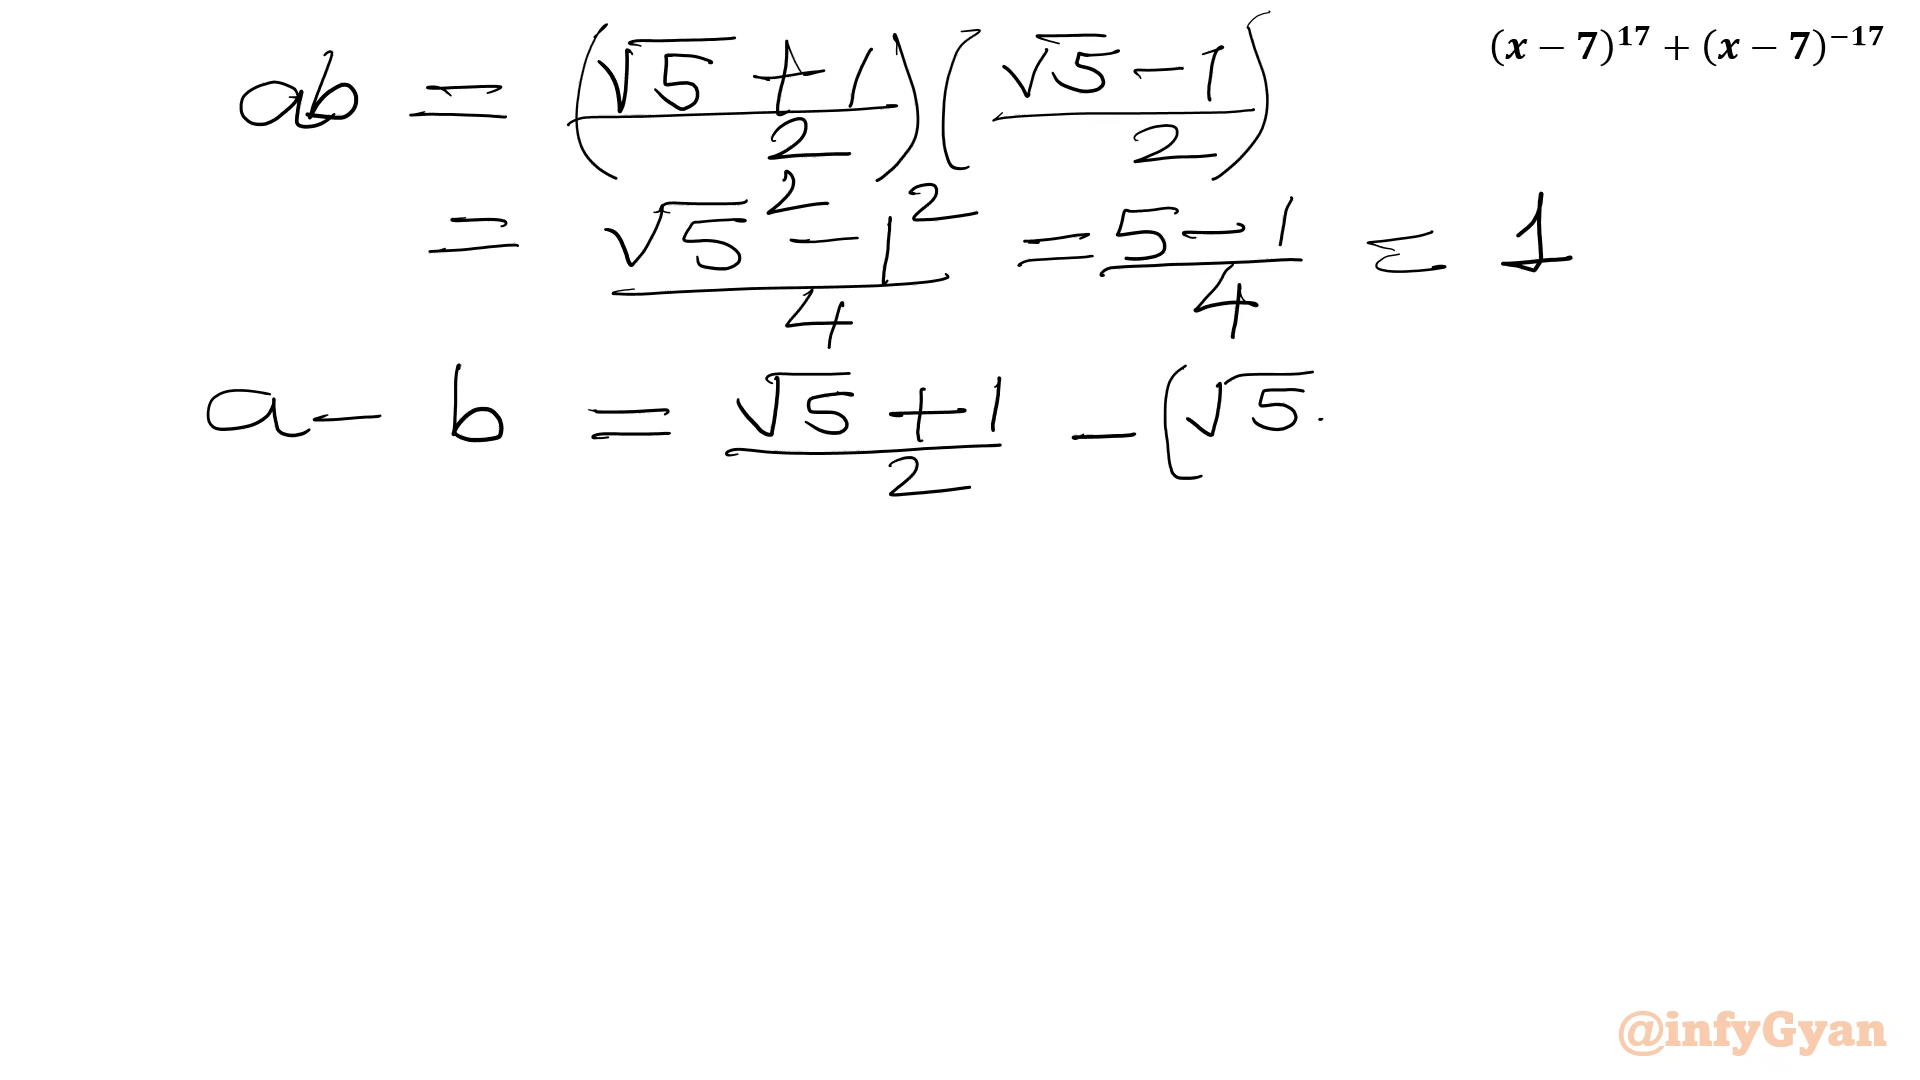 (x − 7)¹⁷ + (x − 7)⁻¹⁷
ab = ((√5 + 1)/2) ((√5 − 1)/2)
= (√5² − 1²)/4 = (5 − 1)/4 = 1
a − b = (√5 + 1)/2 − (√5
@infyGyan